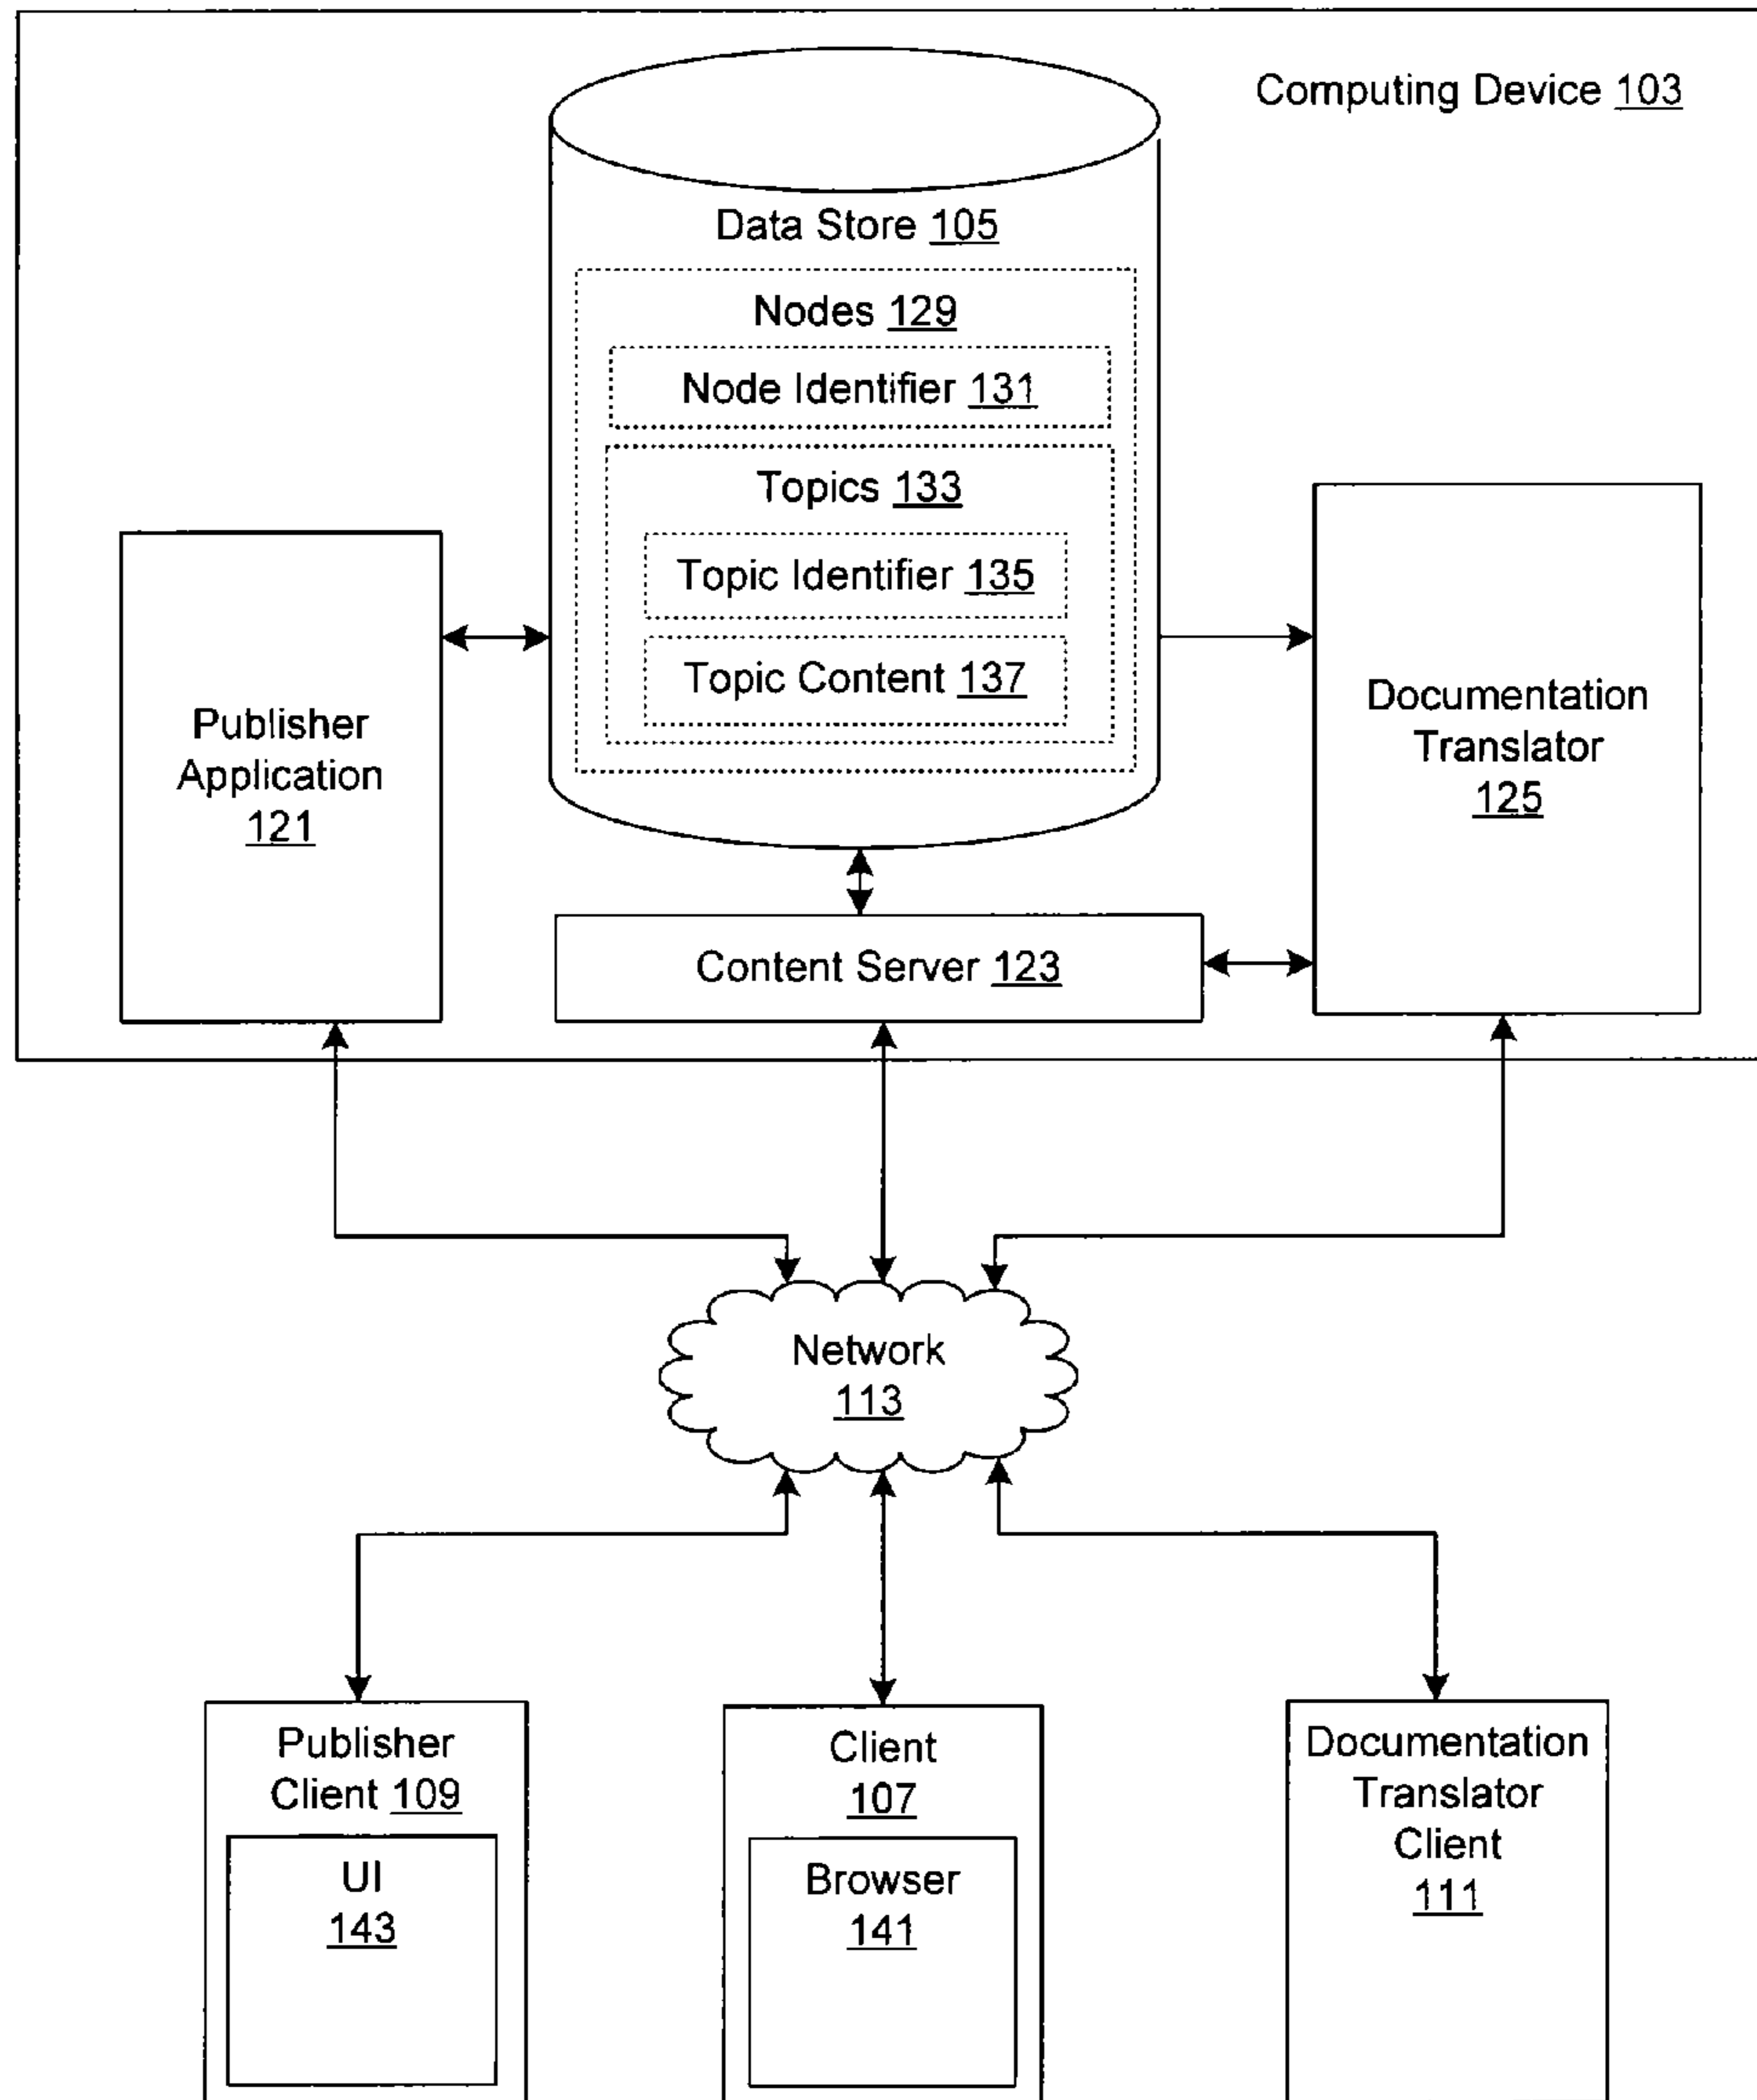 Computing Device 103
Data Store 105
Nodes 129
Node Identifier 131
Topics 133
Topic Identifier 135
Topic Content 137
Publisher
Application
121
Documentation
Translator
125
Content Server 123
Network
113
Publisher
Client 109
UI
143
Client
107
Browser
141
Documentation
Translator
Client
111